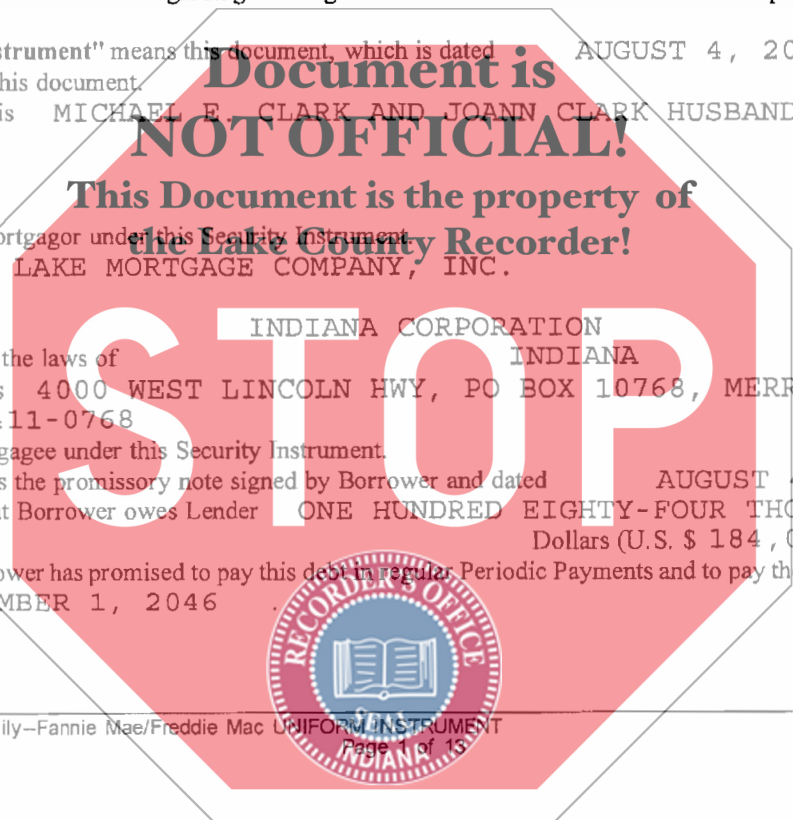 strument" means this document, which is dated AUGUST 4, 20
Document is
his document.
is MICHAEL E. CLARK AND JOANN CLARK HUSBAND
NOT OFFICIAL!
This Document is the property of
ortgagor under this Security Instrument.
the Lake County Recorder!
LAKE MORTGAGE COMPANY, INC.
STOP
INDIANA CORPORATION
the laws of INDIANA
s 4000 WEST LINCOLN HWY, PO BOX 10768, MERR
11-0768
gagee under this Security Instrument.
s the promissory note signed by Borrower and dated AUGUST 4
t Borrower owes Lender ONE HUNDRED EIGHTY-FOUR THO
Dollars (U.S. $ 184,0
ower has promised to pay this debt in regular Periodic Payments and to pay th
MBER 1, 2046 .
RECORDER'S OFFICE
SEAL
INDIANA
ily–Fannie Mae/Freddie Mac UNIFORM INSTRUMENT
Page 1 of 13